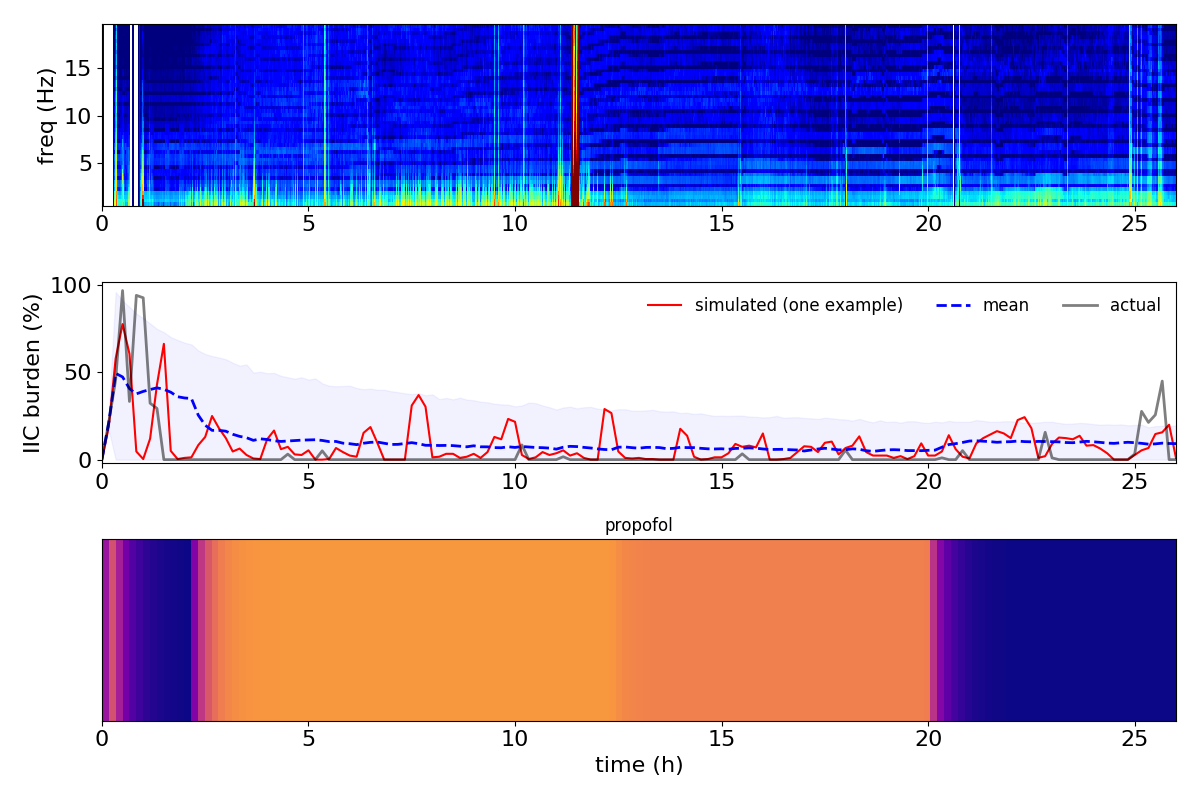 freq (Hz)
15
10
5
0 5 10 15 20 25
IIC burden (%)
100
50
0
simulated (one example) mean actual
0 5 10 15 20 25
propofol
0 5 10 15 20 25
time (h)